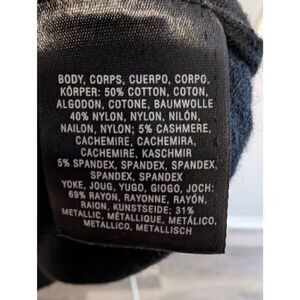 BODY, CORPS, CUERPO, CORPO,
KÖRPER: 50% COTTON, COTON,
ALGODON, COTONE, BAUMWOLLE
40% NYLON, NYLON, NILÓN,
NAILON, NYLON; 5% CASHMERE,
CACHEMIRE, CACHEMIRA,
CACHEMIRE, KASCHMIR
5% SPANDEX, SPANDEX, SPANDEX,
SPANDEX, SPANDEX
YOKE, JOUG, YUGO, GIOGO, JOCH:
69% RAYON, RAYONNE, RAYÓN,
RAION, KUNSTSEIDE; 31%
METALLIC, MÉTALLIQUE, METÁLICO,
METALLICO, METALLISCH